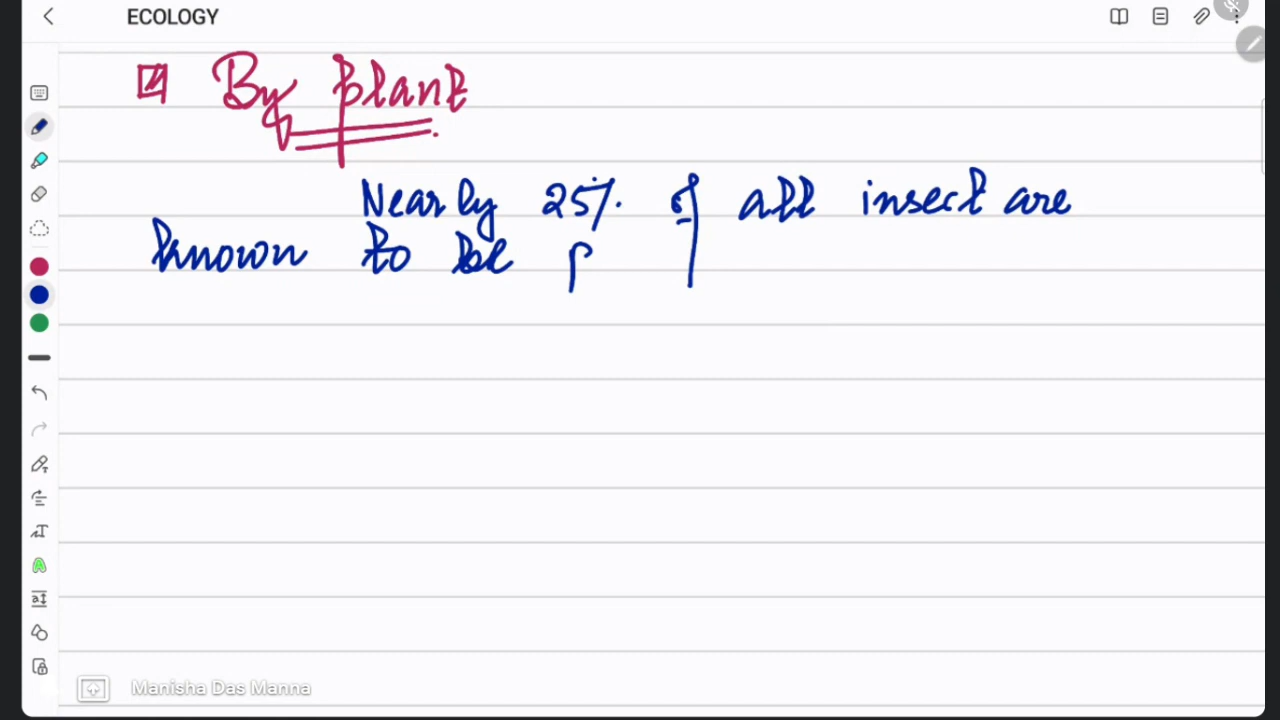 ECOLOGY
By Plant
Nearly 25% of all insect are
known to be p
Manisha Das Manna